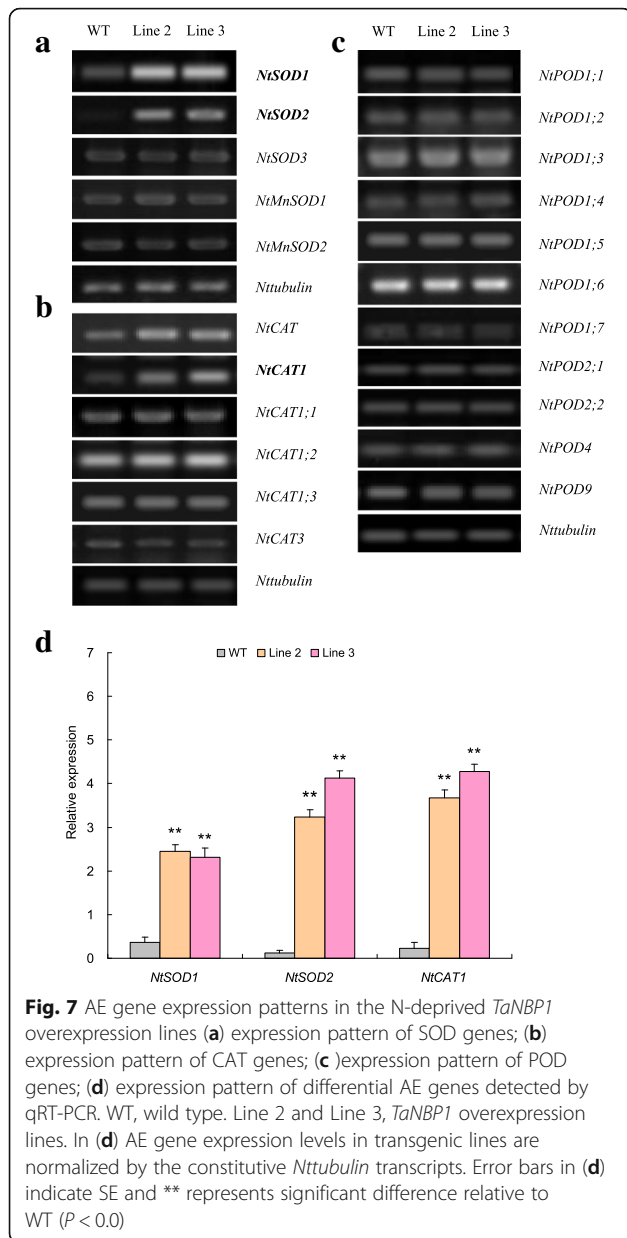 a
WT Line 2 Line 3
NtSOD1
NtSOD2
NtSOD3
NtMnSOD1
NtMnSOD2
Nttubulin
b
NtCAT
NtCAT1
NtCAT1;1
NtCAT1;2
NtCAT1;3
NtCAT3
Nttubulin
c
WT Line 2 Line 3
NtPOD1;1
NtPOD1;2
NtPOD1;3
NtPOD1;4
NtPOD1;5
NtPOD1;6
NtPOD1;7
NtPOD2;1
NtPOD2;2
NtPOD4
NtPOD9
Nttubulin
d
WT Line 2 Line 3
Relative expression
7
6
5
4
3
2
1
0
** **
** **
** **
NtSOD1 NtSOD2 NtCAT1
Fig. 7 AE gene expression patterns in the N-deprived TaNBP1
overexpression lines (a) expression pattern of SOD genes; (b)
expression pattern of CAT genes; (c )expression pattern of POD
genes; (d) expression pattern of differential AE genes detected by
qRT-PCR. WT, wild type. Line 2 and Line 3, TaNBP1 overexpression
lines. In (d) AE gene expression levels in transgenic lines are
normalized by the constitutive Nttubulin transcripts. Error bars in (d)
indicate SE and ** represents significant difference relative to
WT (P < 0.0)